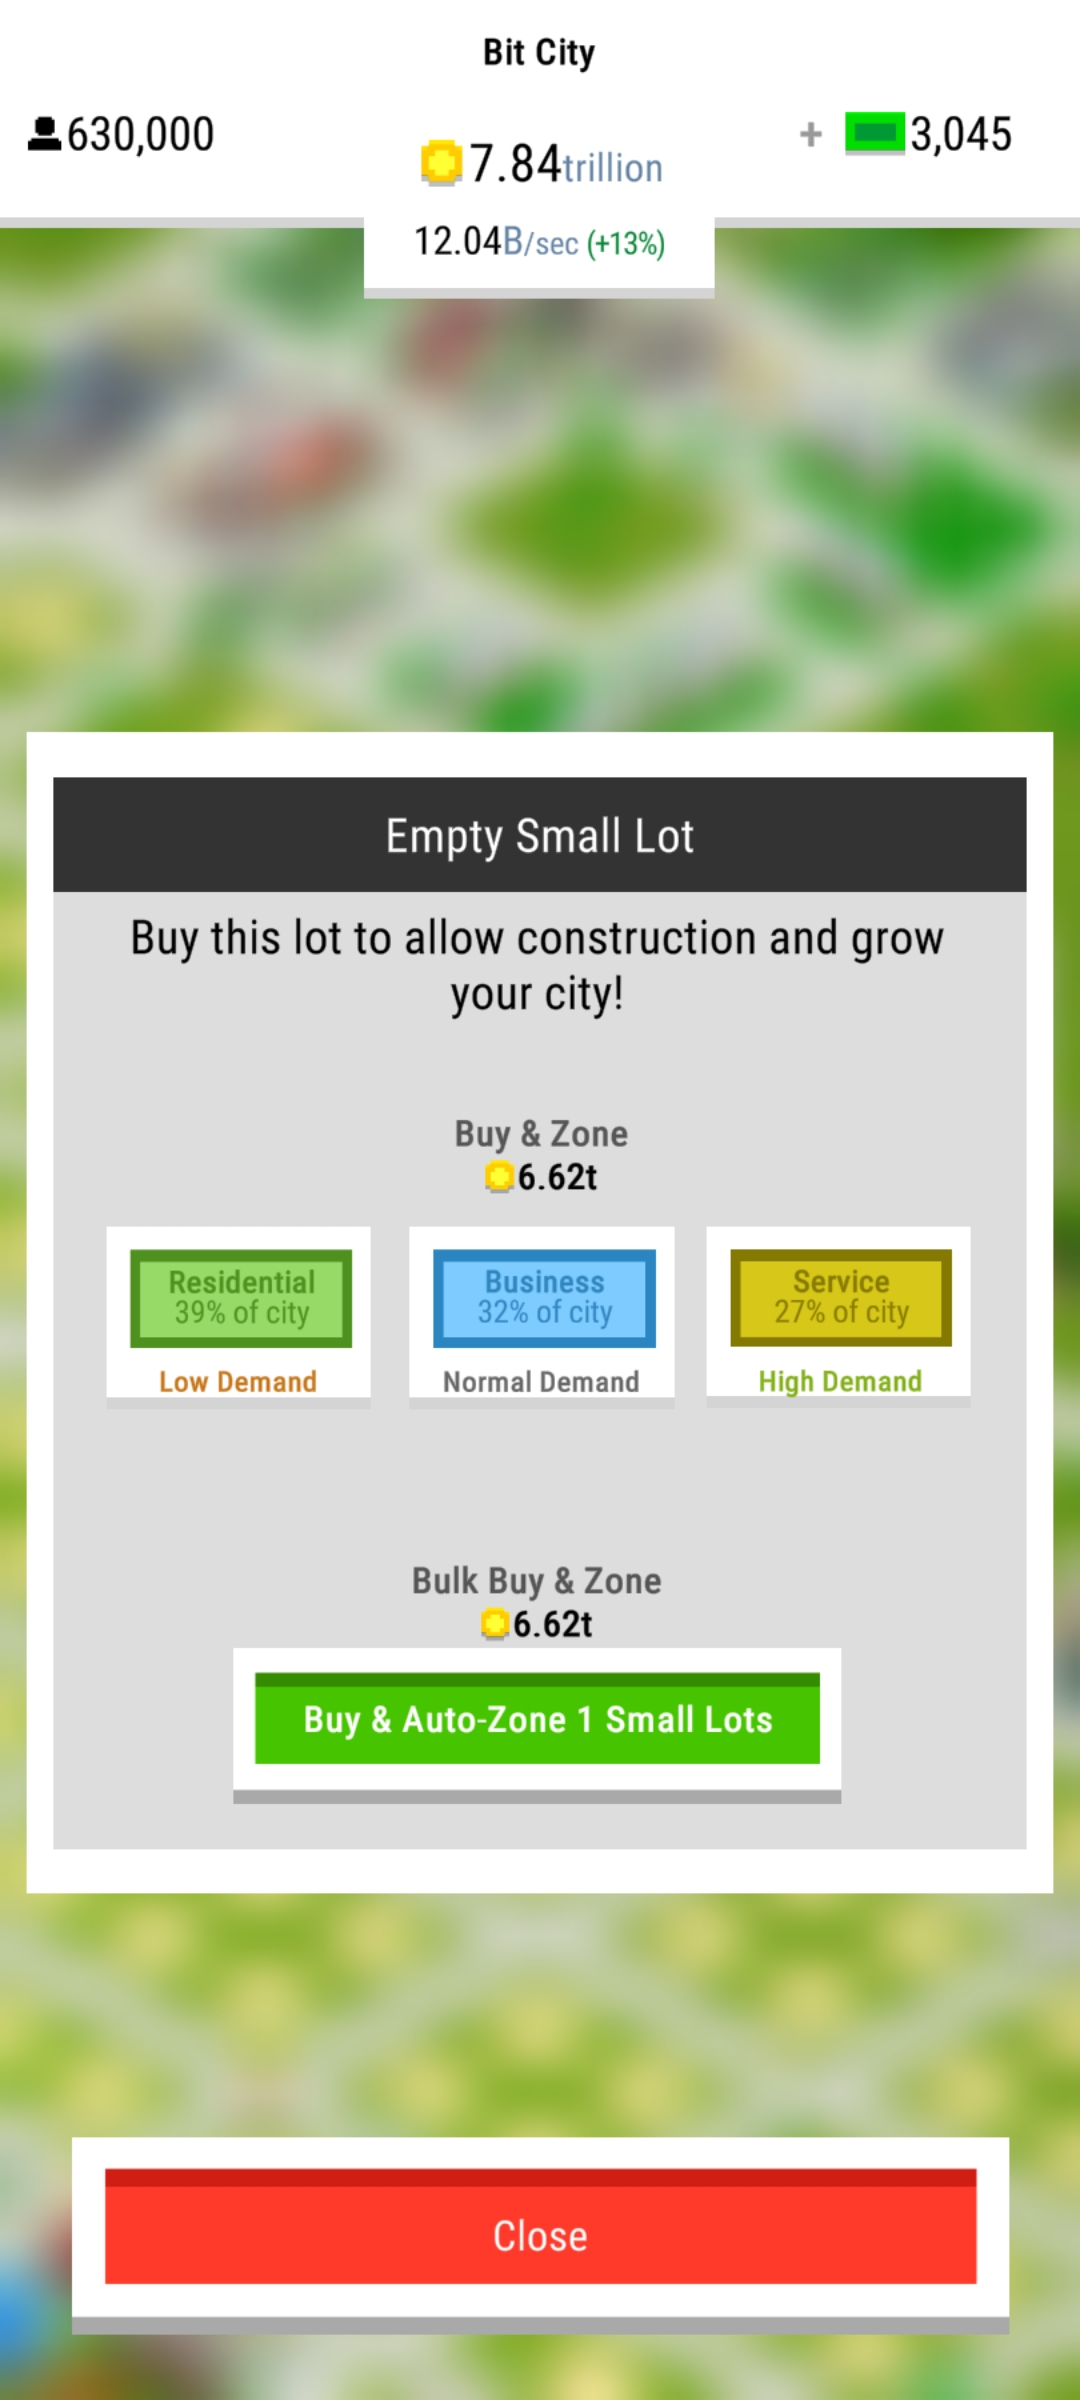 Bit City
630,000
7.84trillion
+ 3,045
12.04B/sec (+13%)
Empty Small Lot
Buy this lot to allow construction and grow
your city!
Buy & Zone
6.62t
Residential
39% of city
Low Demand
Business
32% of city
Normal Demand
Service
27% of city
High Demand
Bulk Buy & Zone
6.62t
Buy & Auto-Zone 1 Small Lots
Close